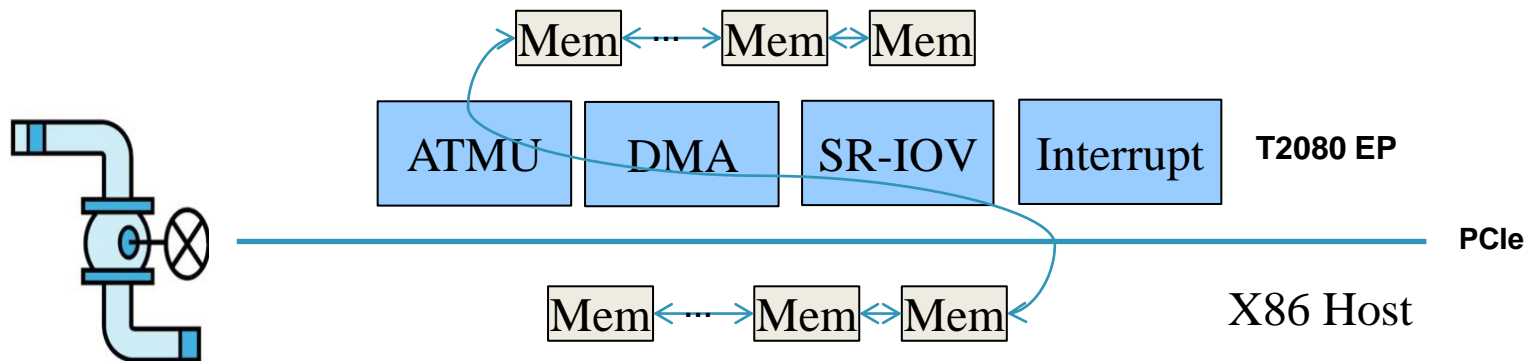 Mem ... Mem Mem
ATMU DMA SR-IOV Interrupt T2080 EP
PCIe
Mem ... Mem Mem
X86 Host